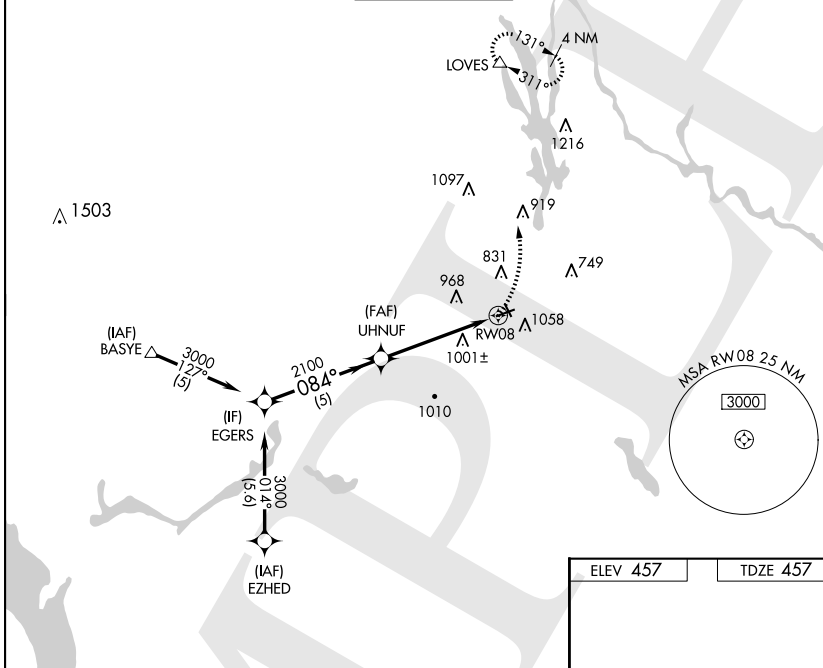 131°
4 NM
LOVES
311°
1216
1097
919
1503
831
749
968
(FAF)
UHNUF
RW08
1058
1001±
(IAF)
BASYE
3000
127°
(5)
2100
084°
(5)
(IF)
EGERS
1010
MSA RW08 25 NM
3000
3000
014°
(5.6)
(IAF)
EZHED
ELEV 457
TDZE 457